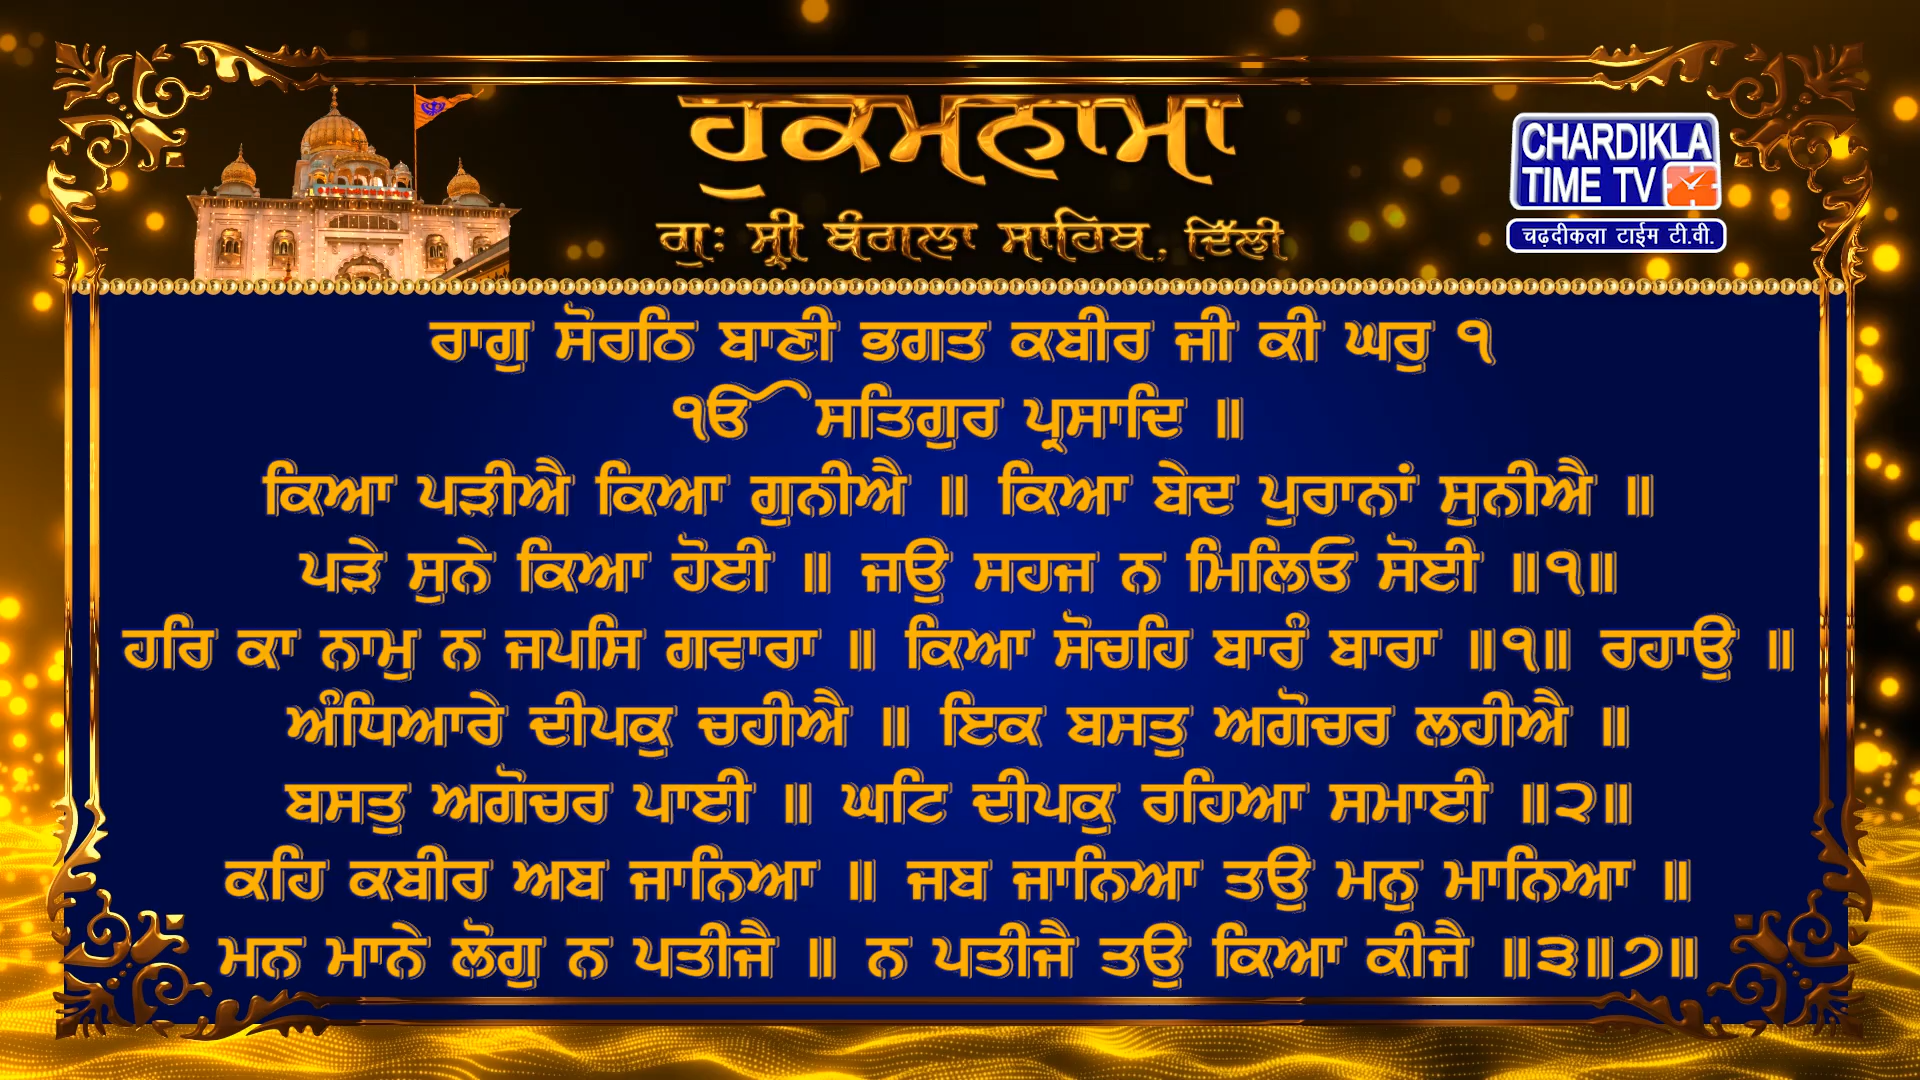 ਹੁਕਮਨਾਮਾ
ਗੁਃ ਸ੍ਰੀ ਬੰਗਲਾ ਸਾਹਿਬ, ਦਿੱਲੀ
CHARDIKLA
TIME TV
चढ़दीकला टाईम टी.वी.
ਰਾਗੁ ਸੋਰਠਿ ਬਾਣੀ ਭਗਤ ਕਬੀਰ ਜੀ ਕੀ ਘਰੁ ੧
ੴ ਸਤਿਗੁਰ ਪ੍ਰਸਾਦਿ ॥
ਕਿਆ ਪੜੀਐ ਕਿਆ ਗੁਨੀਐ ॥ ਕਿਆ ਬੇਦ ਪੁਰਾਨਾਂ ਸੁਨੀਐ ॥
ਪੜੇ ਸੁਨੇ ਕਿਆ ਹੋਈ ॥ ਜਉ ਸਹਜ ਨ ਮਿਲਿਓ ਸੋਈ ॥੧॥
ਹਰਿ ਕਾ ਨਾਮੁ ਨ ਜਪਸਿ ਗਵਾਰਾ ॥ ਕਿਆ ਸੋਚਹਿ ਬਾਰੰ ਬਾਰਾ ॥੧॥ ਰਹਾਉ ॥
ਅੰਧਿਆਰੇ ਦੀਪਕੁ ਚਹੀਐ ॥ ਇਕ ਬਸਤੁ ਅਗੋਚਰ ਲਹੀਐ ॥
ਬਸਤੁ ਅਗੋਚਰ ਪਾਈ ॥ ਘਟਿ ਦੀਪਕੁ ਰਹਿਆ ਸਮਾਈ ॥੨॥
ਕਹਿ ਕਬੀਰ ਅਬ ਜਾਨਿਆ ॥ ਜਬ ਜਾਨਿਆ ਤਉ ਮਨੁ ਮਾਨਿਆ ॥
ਮਨ ਮਾਨੇ ਲੋਗੁ ਨ ਪਤੀਜੈ ॥ ਨ ਪਤੀਜੈ ਤਉ ਕਿਆ ਕੀਜੈ ॥੩॥੭॥